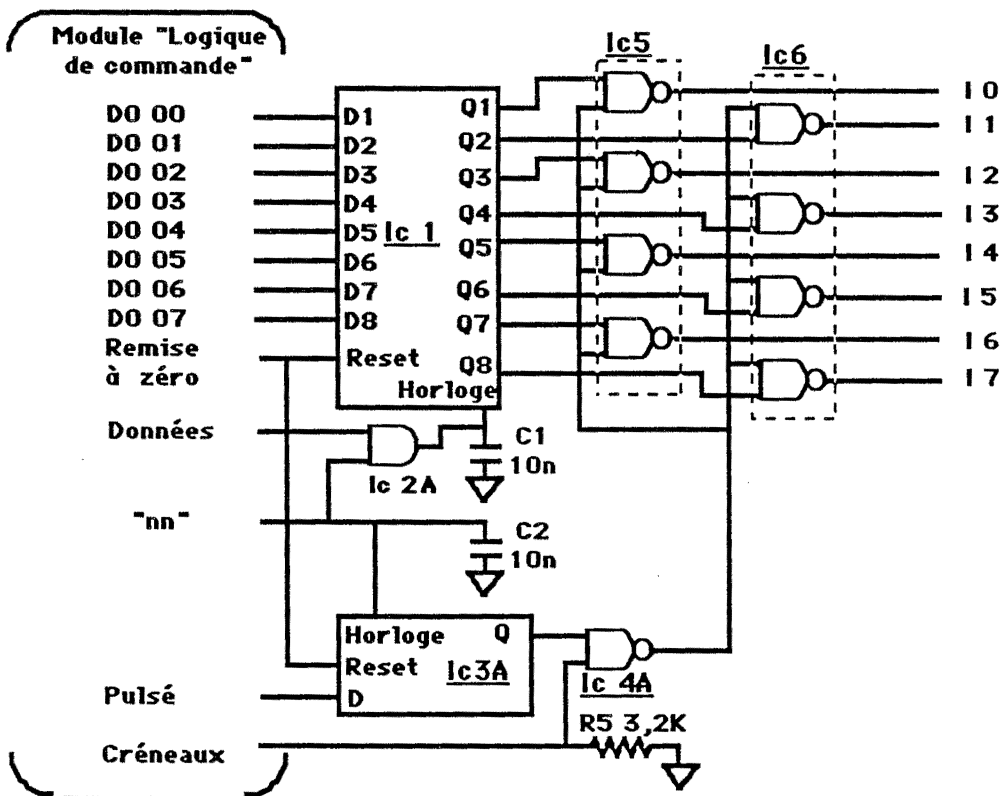 Module "Logique
de commande"
Ic5
Ic6
DO 00
DO 01
DO 02
DO 03
DO 04
DO 05
DO 06
DO 07
Remise
à zéro
Données
"nn"
Pulsé
Créneaux
D1
D2
D3
D4
D5
D6
D7
D8
Ic 1
Reset
Horloge
Q1
Q2
Q3
Q4
Q5
Q6
Q7
Q8
I 0
I 1
I 2
I 3
I 4
I 5
I 6
I 7
Ic 2A
C1
10n
C2
10n
Horloge
Q
Reset
Ic3A
D
Ic 4A
R5 3,2K